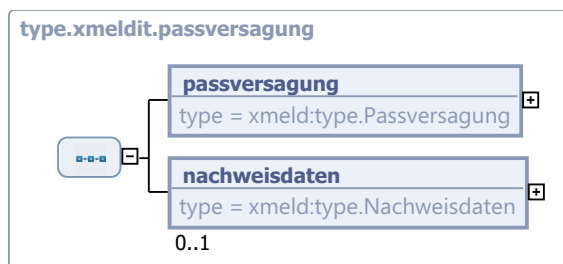 type.xmeldit.passversagung
passversagung
type = xmeld:type.Passversagung
nachweisdaten
type = xmeld:type.Nachweisdaten
0..1